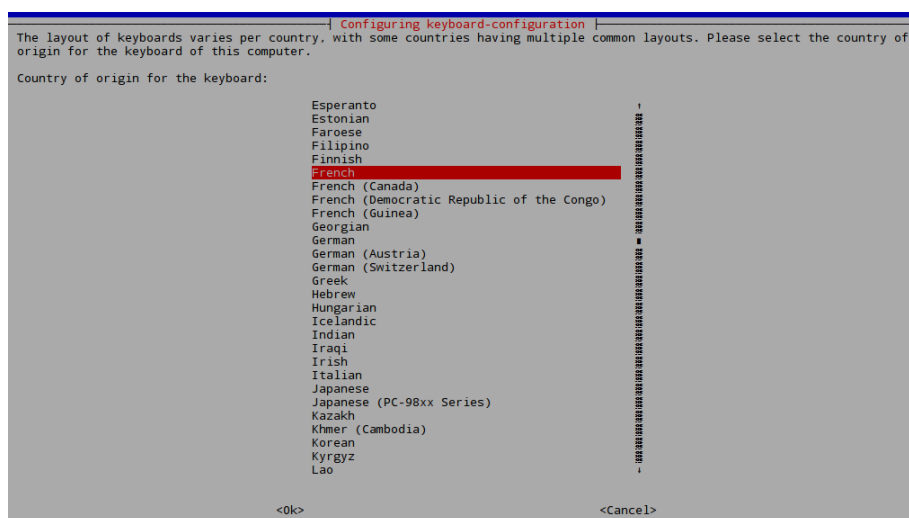 Configuring keyboard-configuration
The layout of keyboards varies per country, with some countries having multiple common layouts. Please select the country of
origin for the keyboard of this computer.
Country of origin for the keyboard:
Esperanto
Estonian
Faroese
Filipino
Finnish
French
French (Canada)
French (Democratic Republic of the Congo)
French (Guinea)
Georgian
German
German (Austria)
German (Switzerland)
Greek
Hebrew
Hungarian
Icelandic
Indian
Iraqi
Irish
Italian
Japanese
Japanese (PC-98xx Series)
Kazakh
Khmer (Cambodia)
Korean
Kyrgyz
Lao
<Ok> <Cancel>